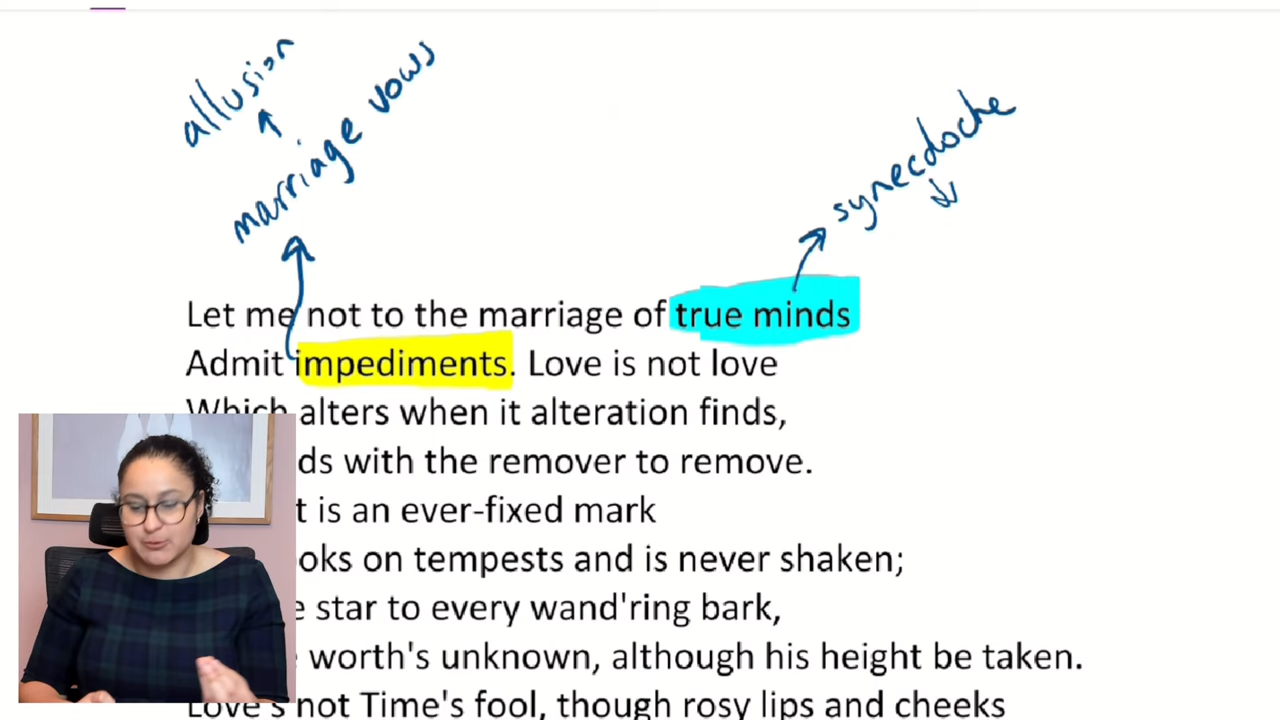 allusion
marriage vows
synecdoche
Let me not to the marriage of true minds
Admit impediments. Love is not love
Which alters when it alteration finds,
ds with the remover to remove.
t is an ever-fixed mark
ooks on tempests and is never shaken;
e star to every wand'ring bark,
worth's unknown, although his height be taken.
Love's not Time's fool, though rosy lips and cheeks